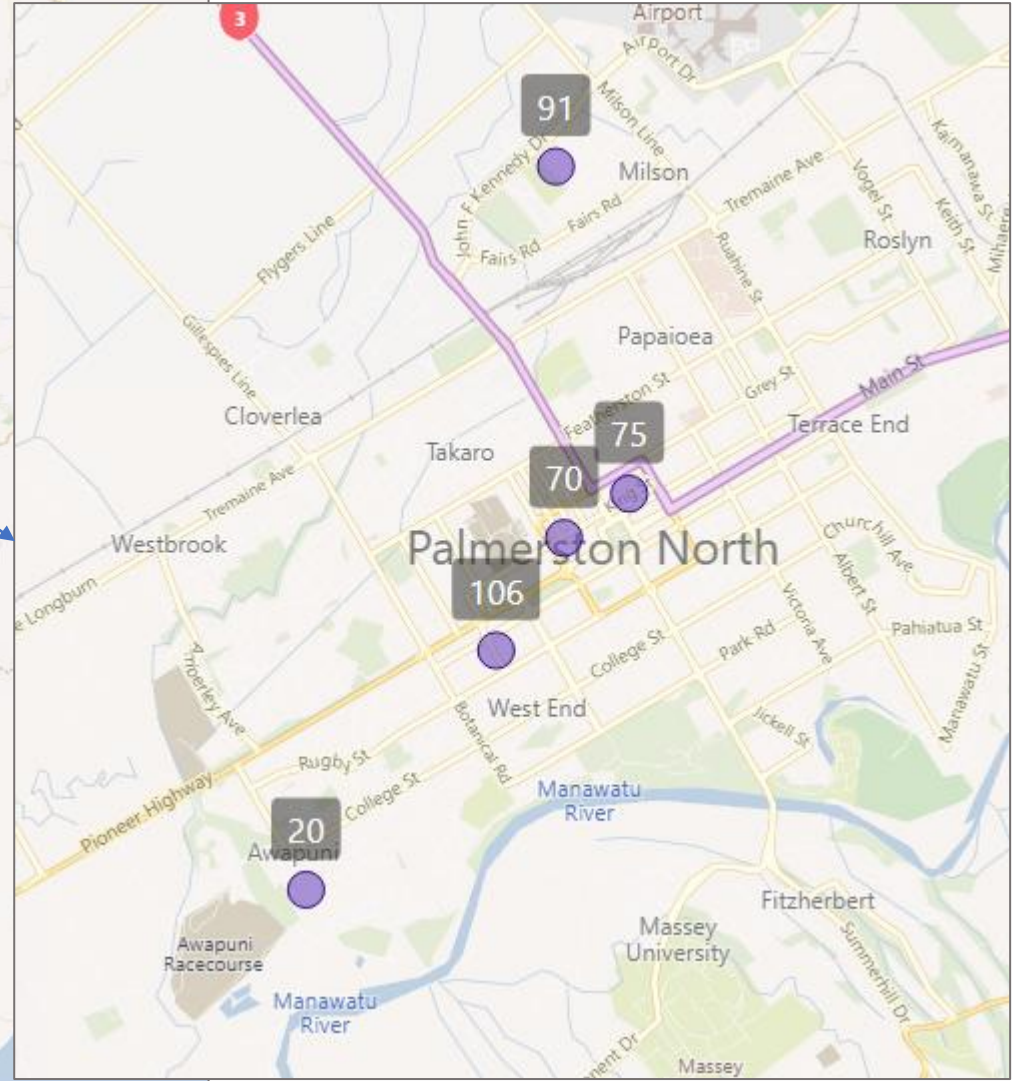 3
Airport
Airport Dr
91
Milson Line
John F Kennedy Dr
Milson
Tremaine Ave
Vogel St
Kaimanawa St
Keith St
Fairs Rd
Fairs Rd
Flygers Line
Ruahine St
Roslyn
Gillespies Line
Papaioea
Grey St
Main St
Featherston St
Cloverlea
75
Terrace End
Takaro
70
Tremaine Ave
Palmerston North
Westbrook
Churchill Ave
Albert St
106
Longburn
Victoria Ave
Pahiatua St
Park Rd
College St
Manawatu St
Amberley Ave
West End
Botanical Rd
Jickell St
Rugby St
College St
Pioneer Highway
Manawatu
River
20
Awapuni
Fitzherbert
Massey
University
Summerhill Dr
Awapuni
Racecourse
Manawatu
River
Massey